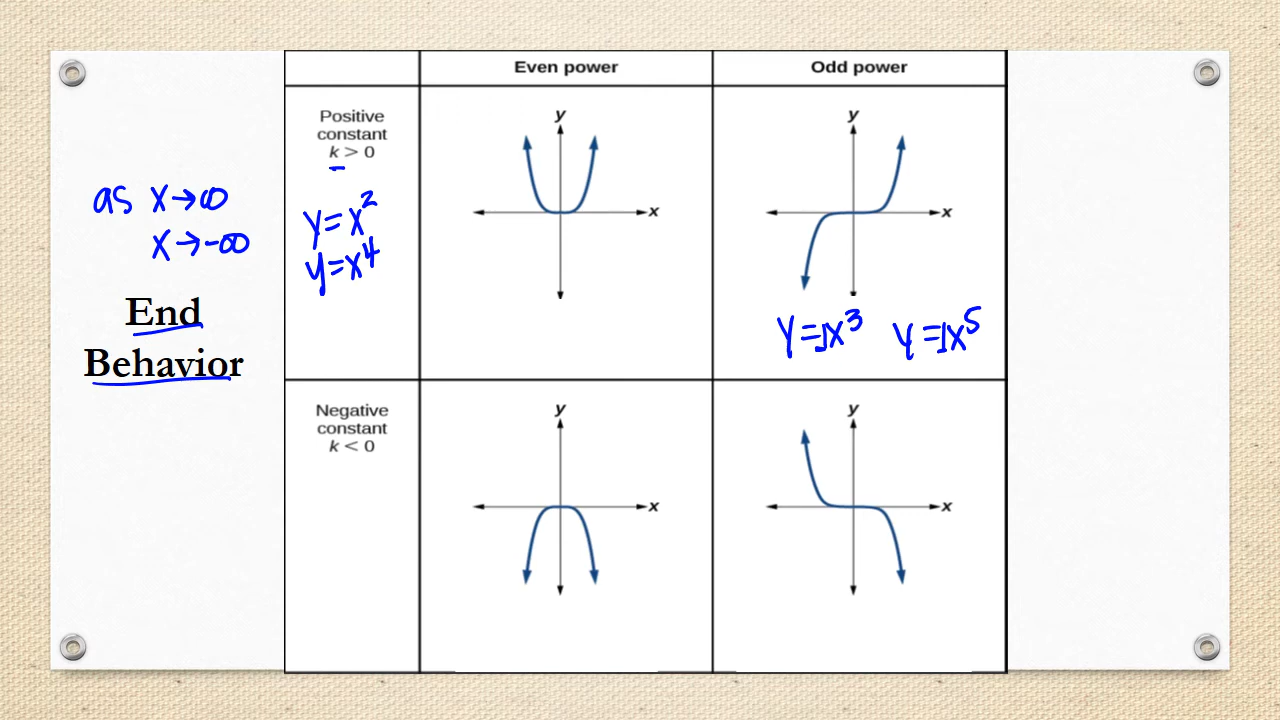 Even power
Odd power
Positive
constant
k > 0
y
x
y
x
as x→∞
x→-∞
y=x²
y=x⁴
End
Behavior
y=1x³ y=1x⁵
Negative
constant
k < 0
y
x
y
x